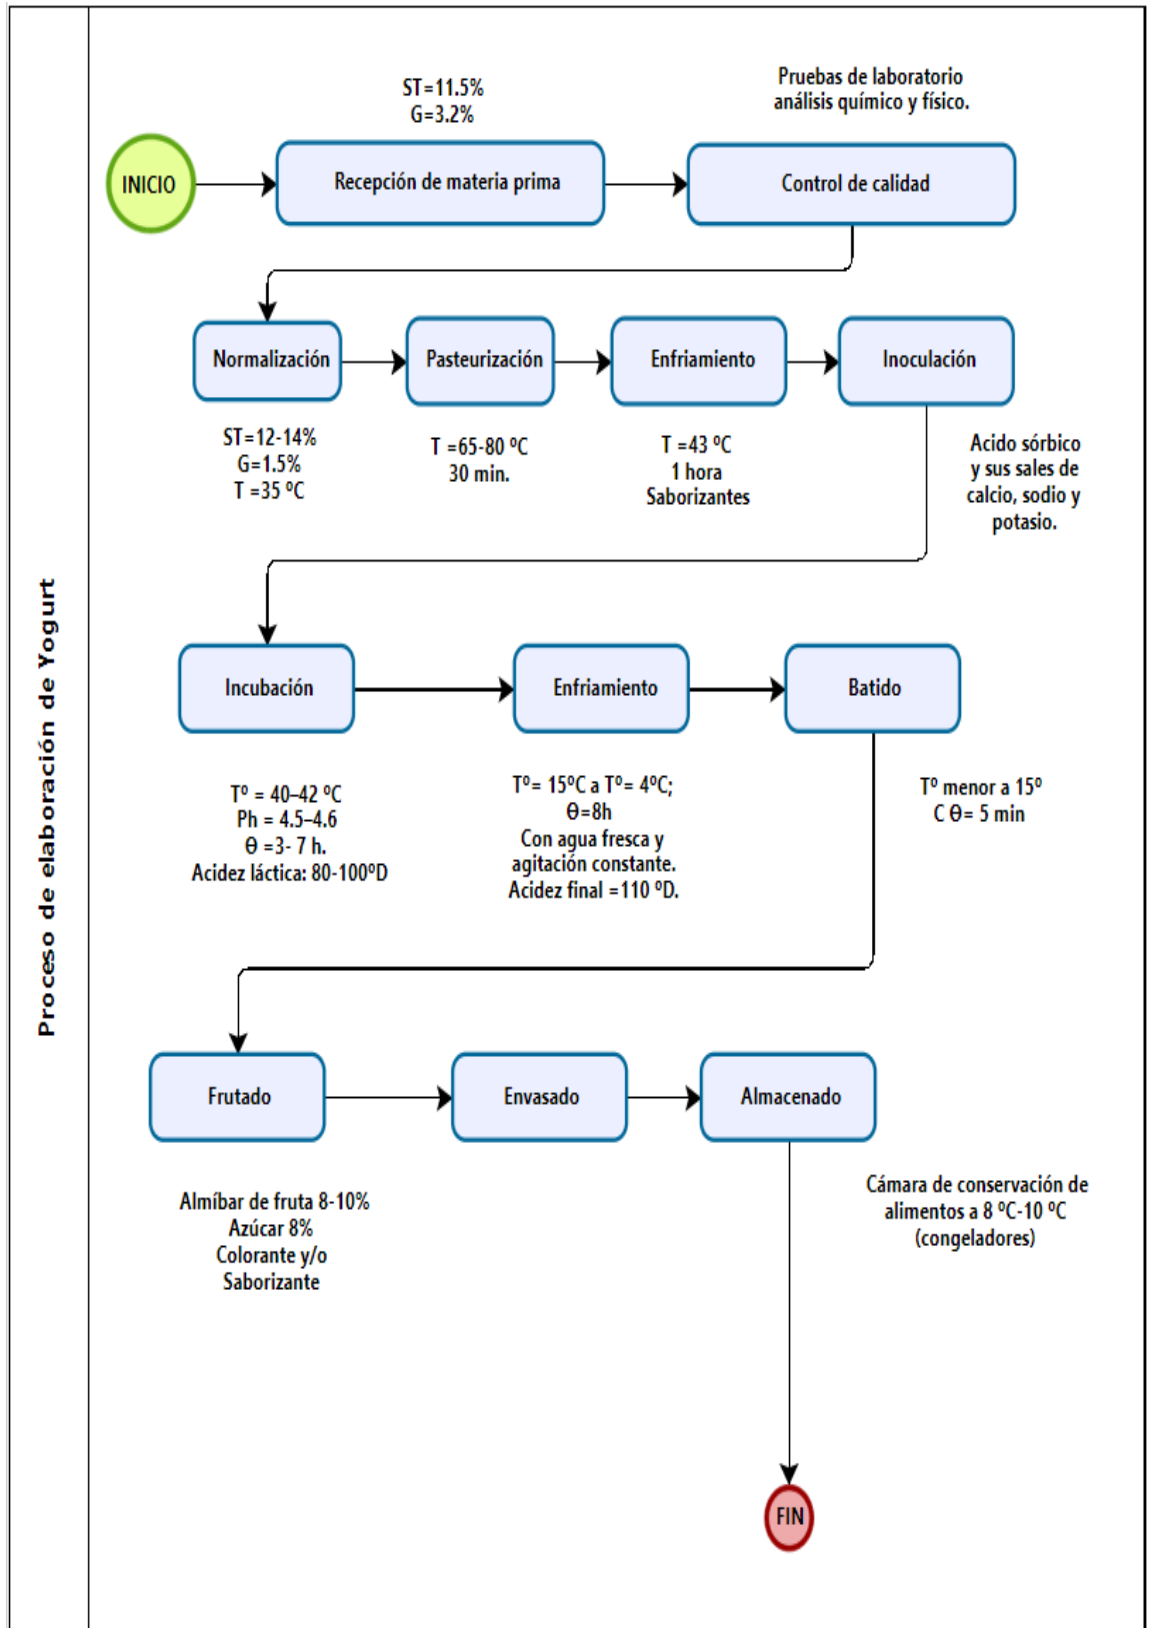 Proceso de elaboración de Yogurt
ST=11.5%
G=3.2%
Pruebas de laboratorio
análisis químico y físico.
INICIO
Recepción de materia prima
Control de calidad
Normalización
Pasteurización
Enfriamiento
Inoculación
ST=12-14%
G=1.5%
T =35 ºC
T =65-80 ºC
30 min.
T =43 ºC
1 hora
Saborizantes
Acido sórbico
y sus sales de
calcio, sodio y
potasio.
Incubación
Enfriamiento
Batido
Tº = 40–42 ºC
Ph = 4.5–4.6
Θ =3- 7 h.
Acidez láctica: 80-100ºD
Tº= 15ºC a Tº= 4ºC;
Θ=8h
Con agua fresca y
agitación constante.
Acidez final =110 ºD.
Tº menor a 15º
C Θ= 5 min
Frutado
Envasado
Almacenado
Almíbar de fruta 8-10%
Azúcar 8%
Colorante y/o
Saborizante
Cámara de conservación de
alimentos a 8 ºC-10 ºC
(congeladores)
FIN